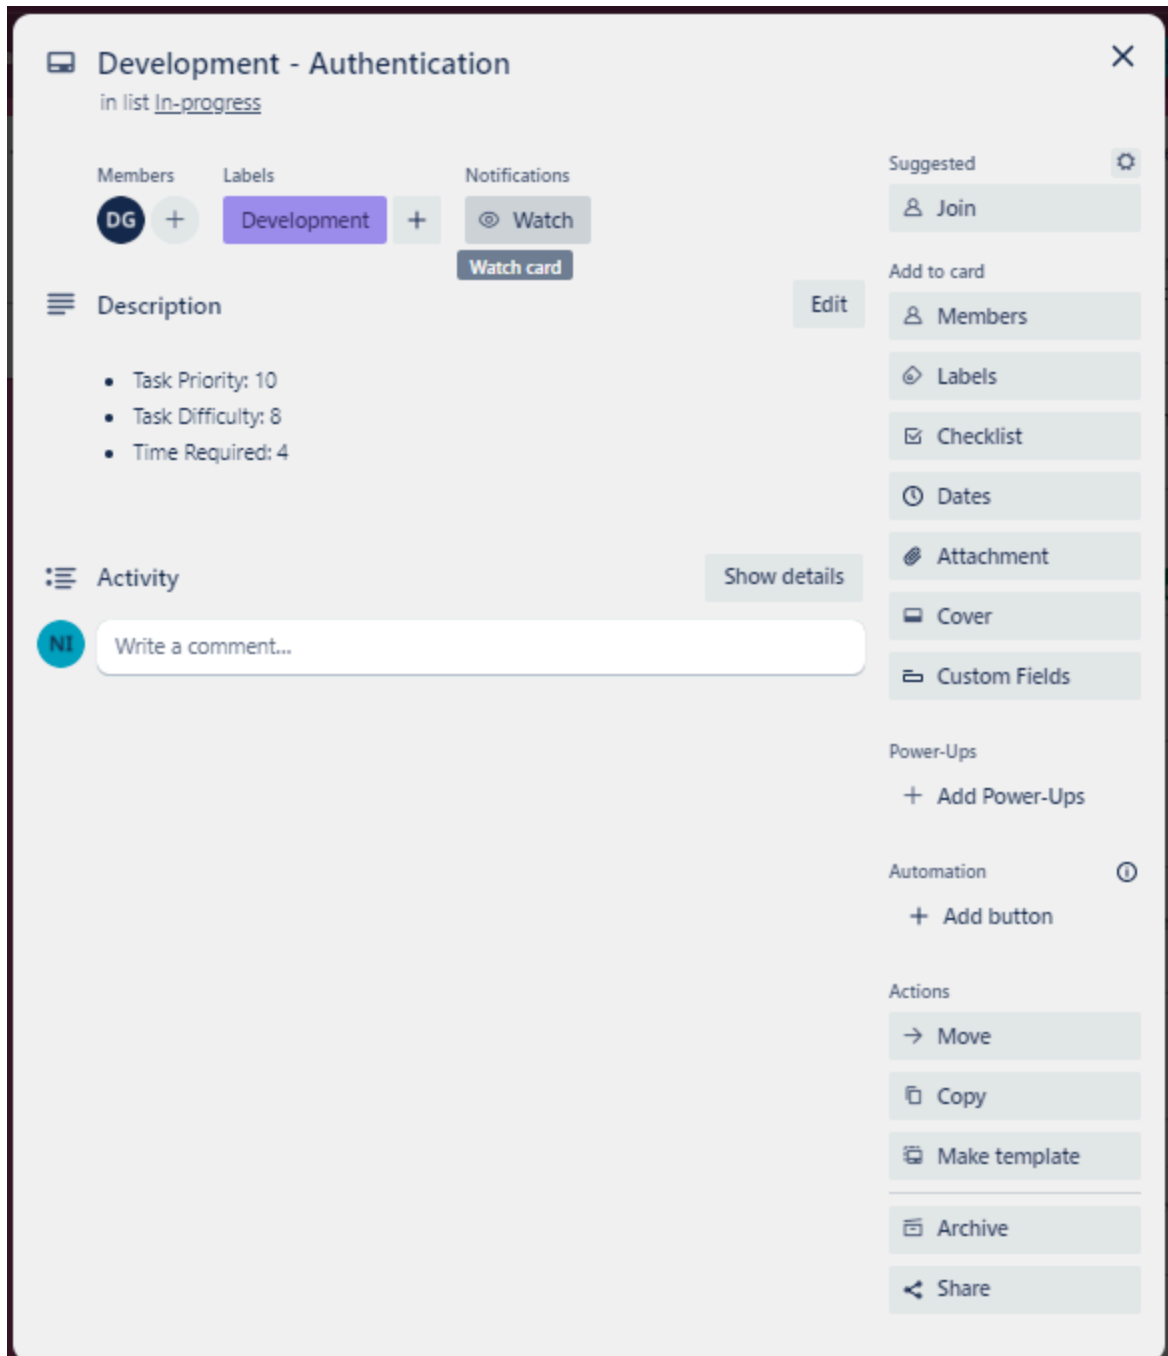 Development - Authentication
in list In-progress
Members
Labels
Notifications
DG
Development
Watch
Watch card
Description
Edit
Task Priority: 10
Task Difficulty: 8
Time Required: 4
Activity
Show details
NI
Write a comment...
Suggested
Join
Add to card
Members
Labels
Checklist
Dates
Attachment
Cover
Custom Fields
Power-Ups
Add Power-Ups
Automation
Add button
Actions
Move
Copy
Make template
Archive
Share